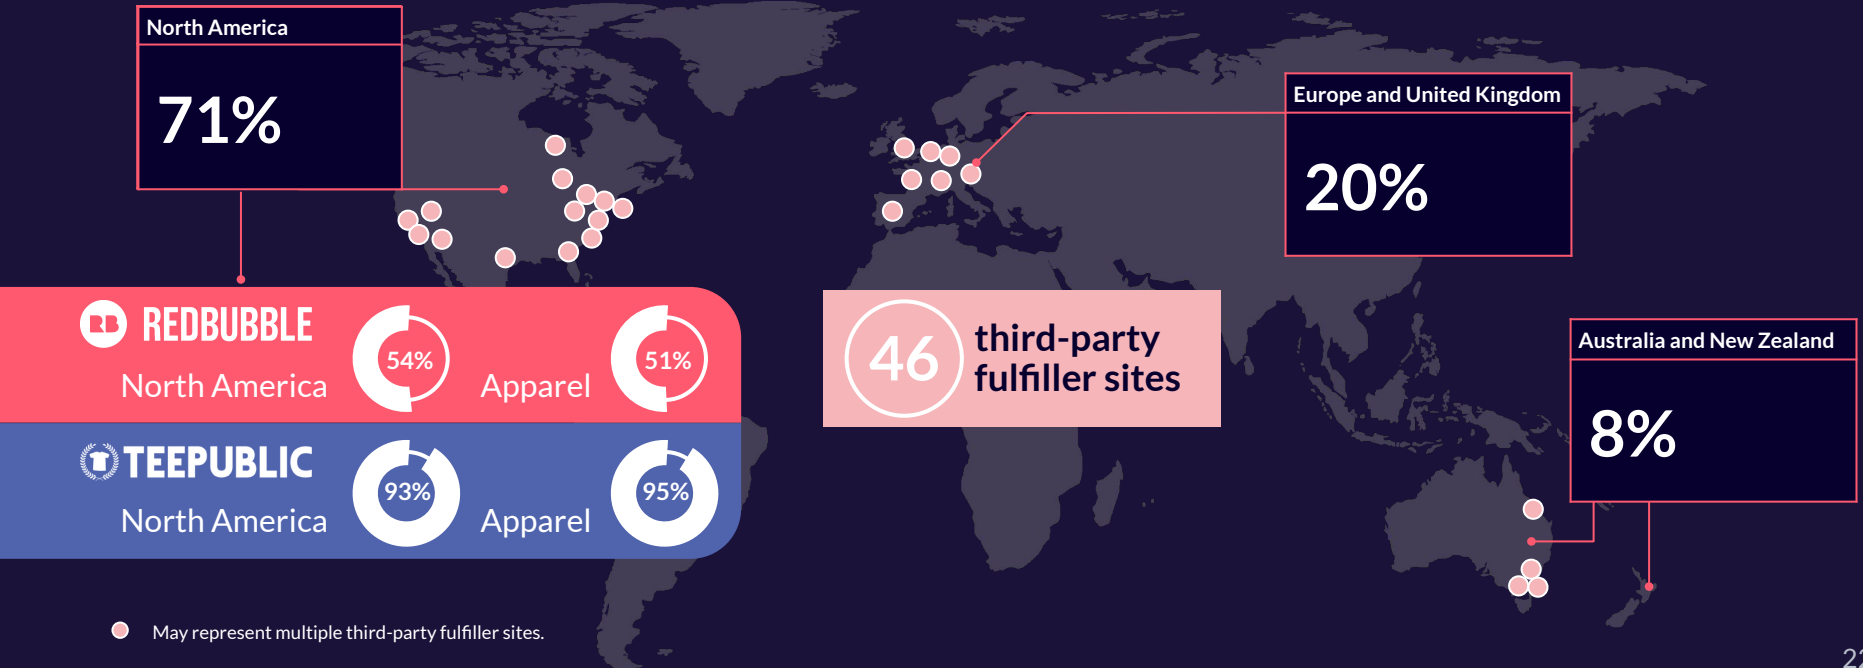 North America
71%
Europe and United Kingdom
20%
RB REDBUBBLE
North America
54%
Apparel
51%
46
third-party
fulfiller sites
Australia and New Zealand
8%
TEEPUBLIC
North America
93%
Apparel
95%
May represent multiple third-party fulfiller sites.